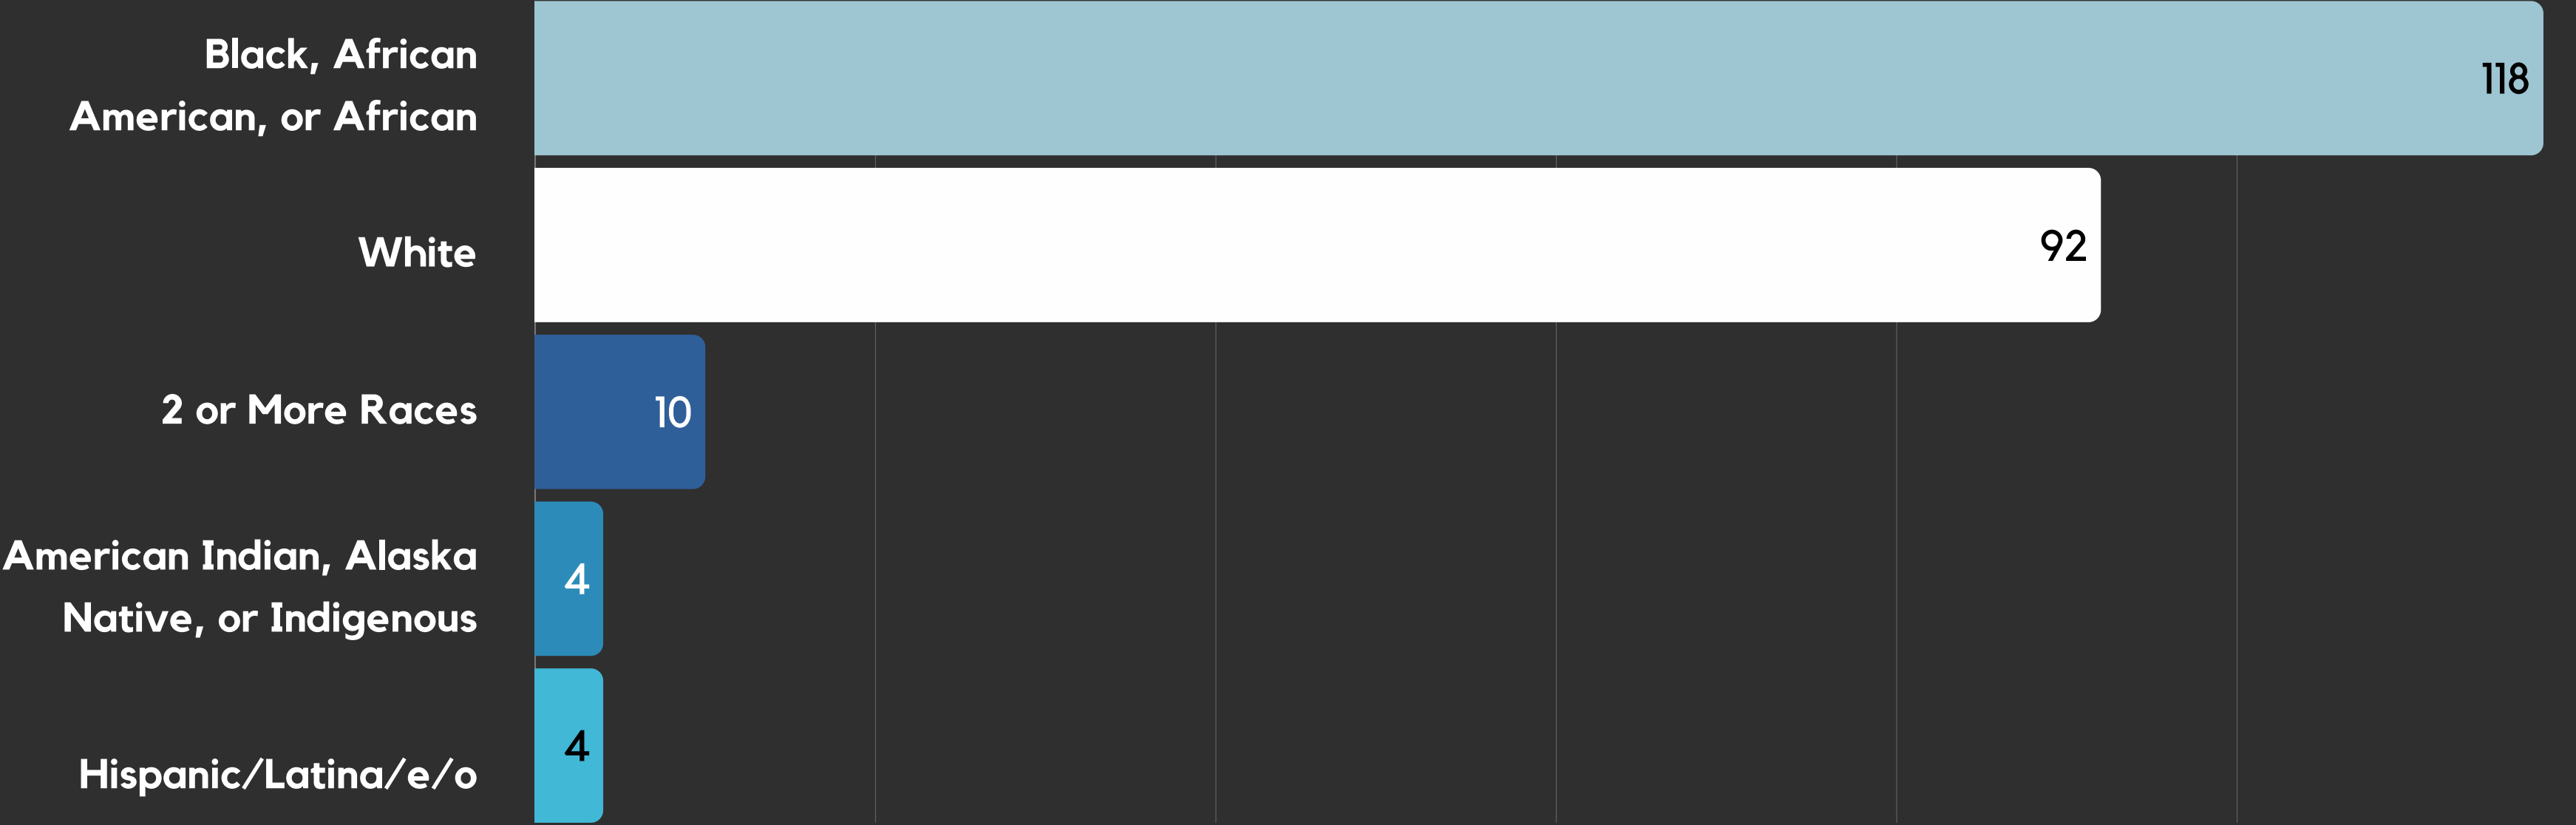 Black, African
American, or African
118
White
92
2 or More Races
10
American Indian, Alaska
Native, or Indigenous
4
Hispanic/Latina/e/o
4